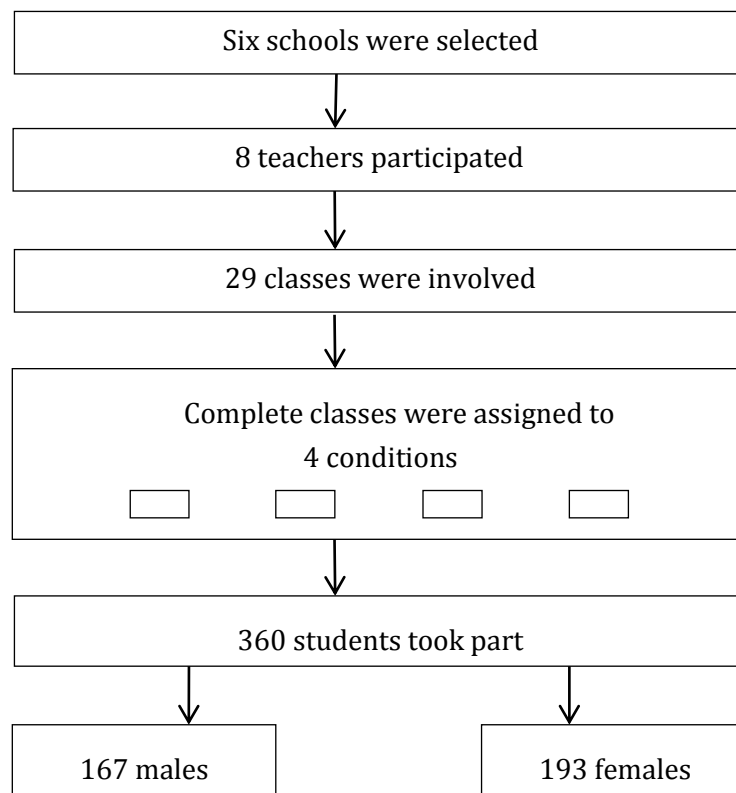 Six schools were selected
8 teachers participated
29 classes were involved
Complete classes were assigned to
4 conditions
360 students took part
167 males
193 females